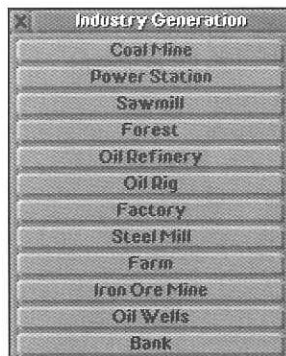 Industry Generation
Coal Mine
Power Station
Sawmill
Forest
Oil Refinery
Oil Rig
Factory
Steel Mill
Farm
Iron Ore Mine
Oil Wells
Bank